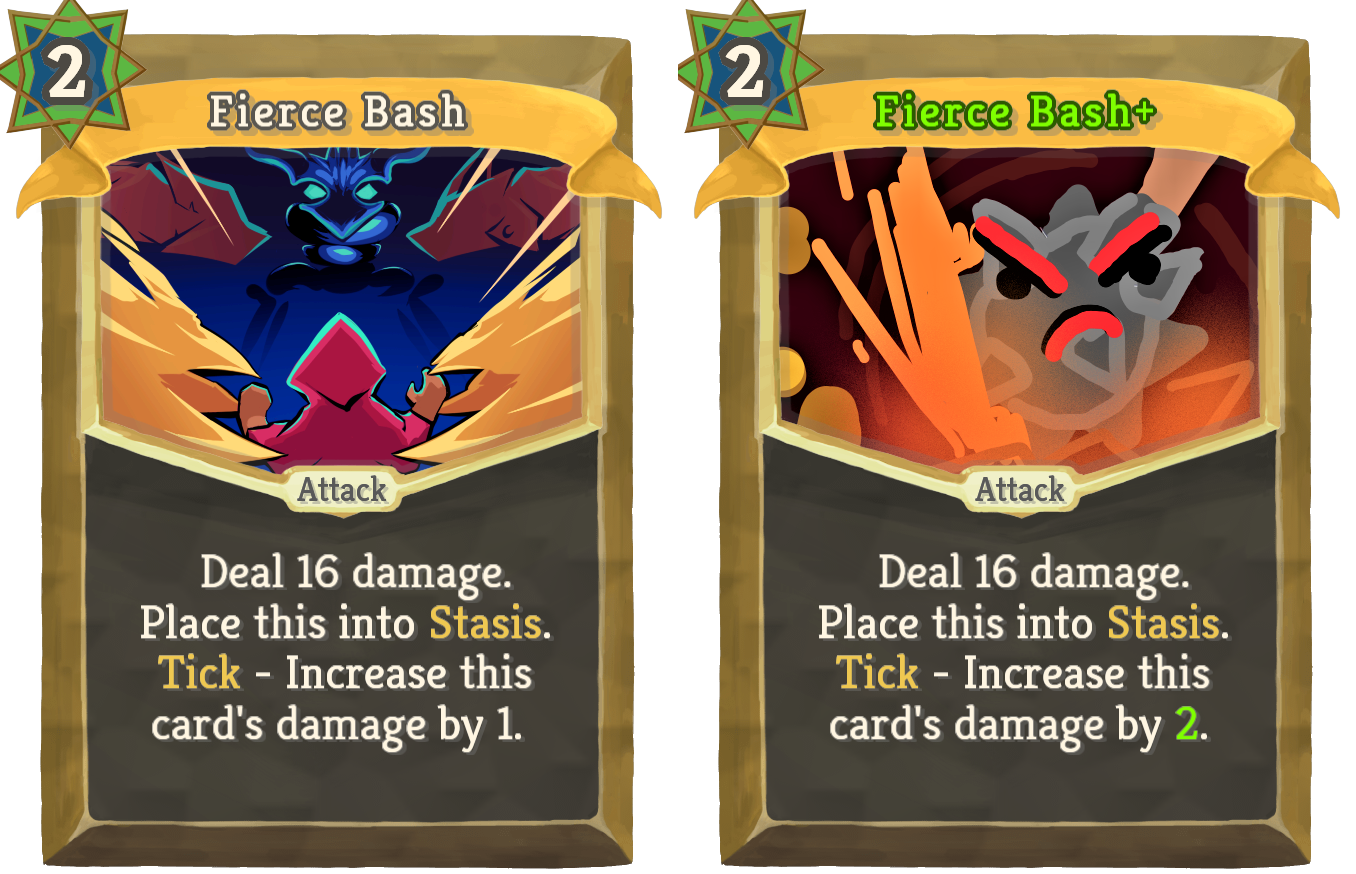 2
Fierce Bash
Attack
Deal 16 damage.
Place this into Stasis.
Tick - Increase this
card's damage by 1.
2
Fierce Bash+
Attack
Deal 16 damage.
Place this into Stasis.
Tick - Increase this
card's damage by 2.